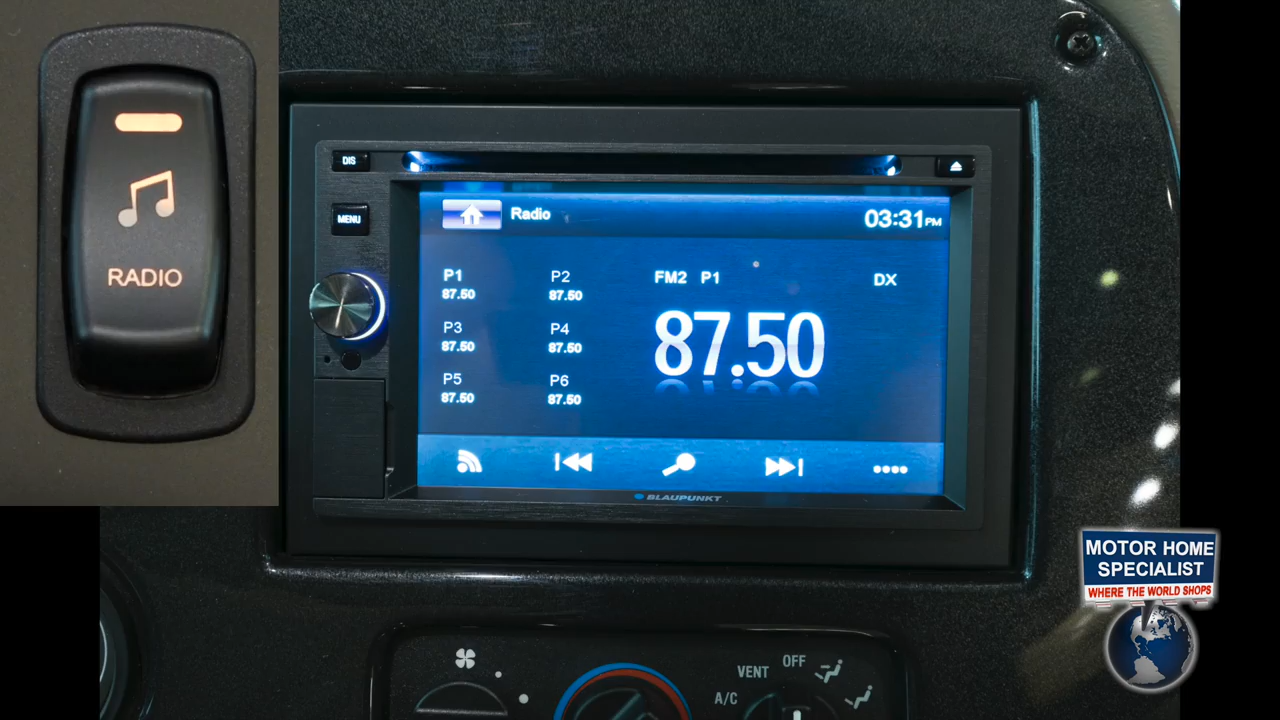 RADIO
DIS
MENU
Radio
03:31PM
P1
87.50
P2
87.50
FM2 P1
DX
87.50
P3
87.50
P4
87.50
P5
87.50
P6
87.50
BLAUPUNKT
MOTOR HOME
SPECIALIST
WHERE THE WORLD SHOPS
VENT
OFF
A/C